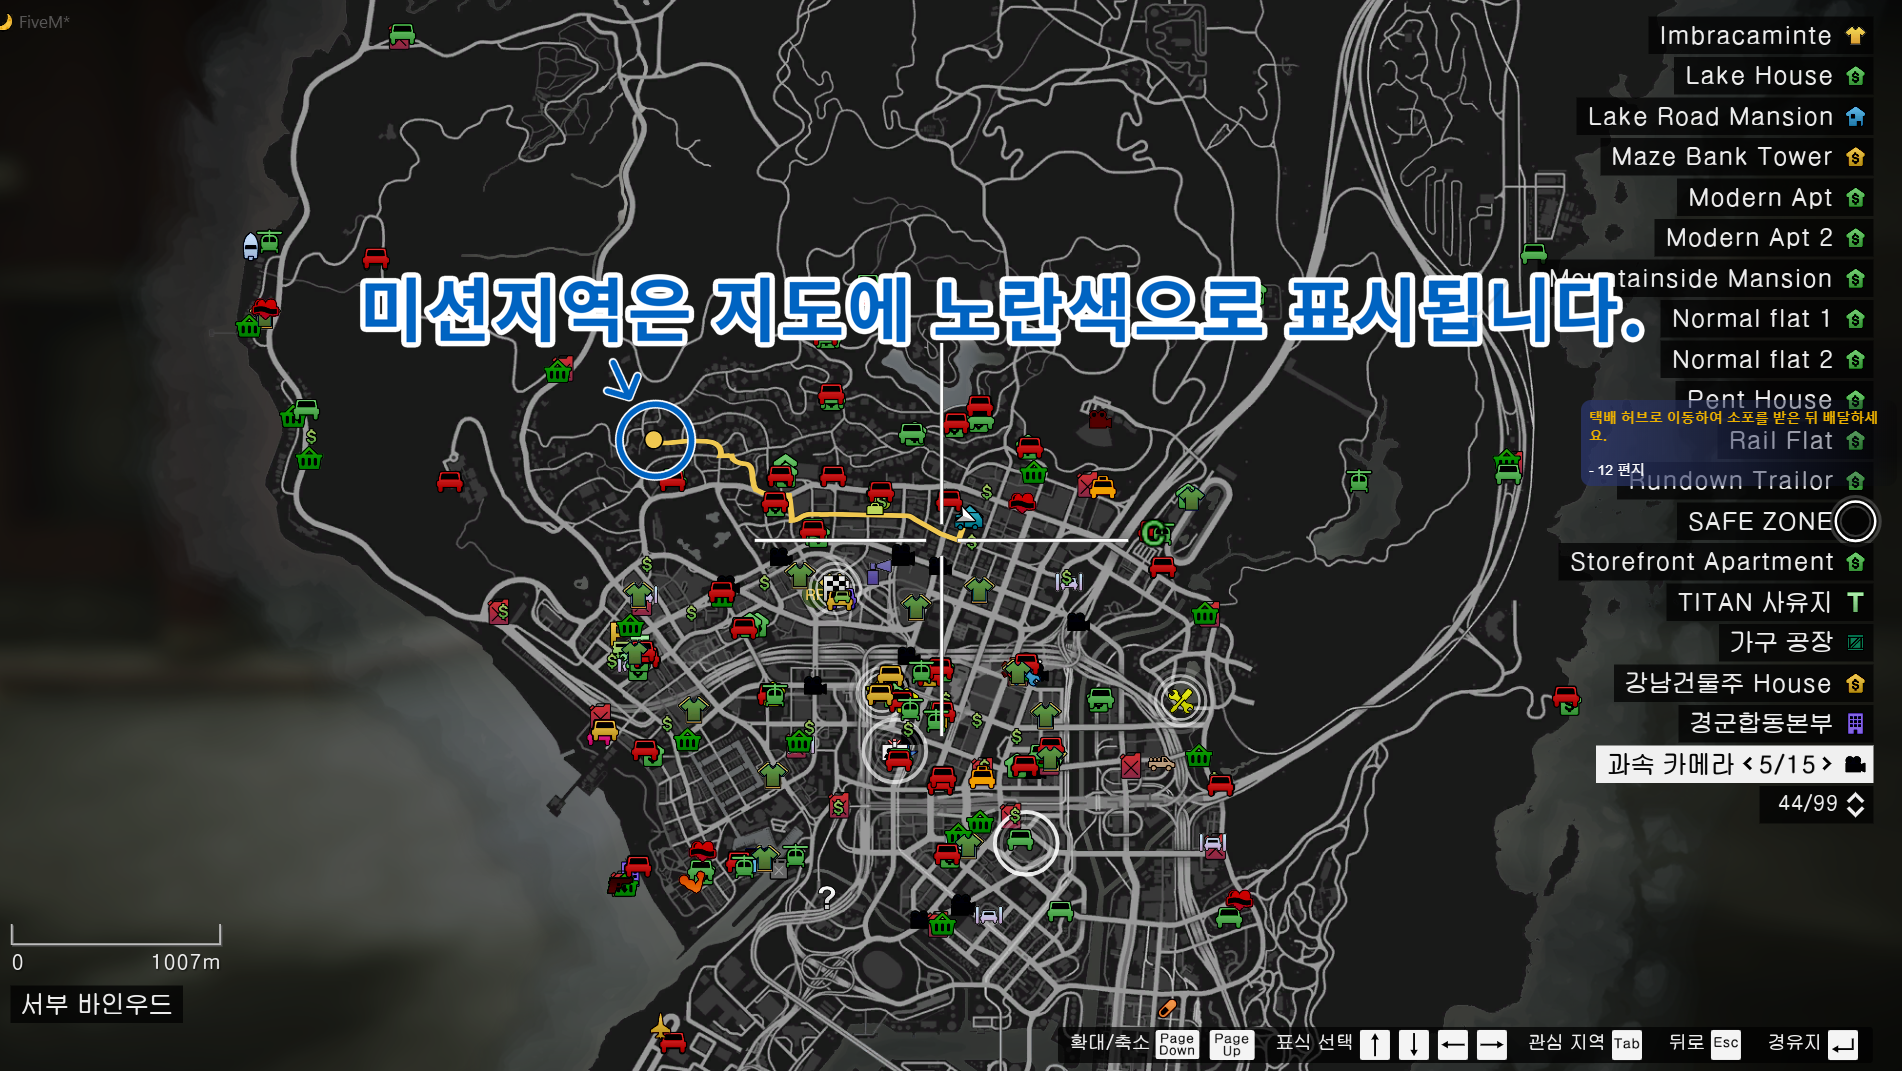 FiveM*
Imbracaminte
Lake House
Lake Road Mansion
Maze Bank Tower
Modern Apt
Modern Apt 2
Mountainside Mansion
미션지역은 지도에 노란색으로 표시됩니다.
Normal flat 1
Normal flat 2
Pent House
택배 허브로 이동하여 소포를 받은 뒤 배달하세
요.
Rail Flat
- 12 편지
Rundown Trailor
SAFE ZONE
Storefront Apartment
TITAN 사유지
가구 공장
강남건물주 House
경군합동본부
과속 카메라 <5/15>
44/99
0 1007m
서부 바인우드
확대/축소 Page Down Page Up 표식 선택 ↑ ↓ ← → 관심 지역 Tab 뒤로 Esc 경유지